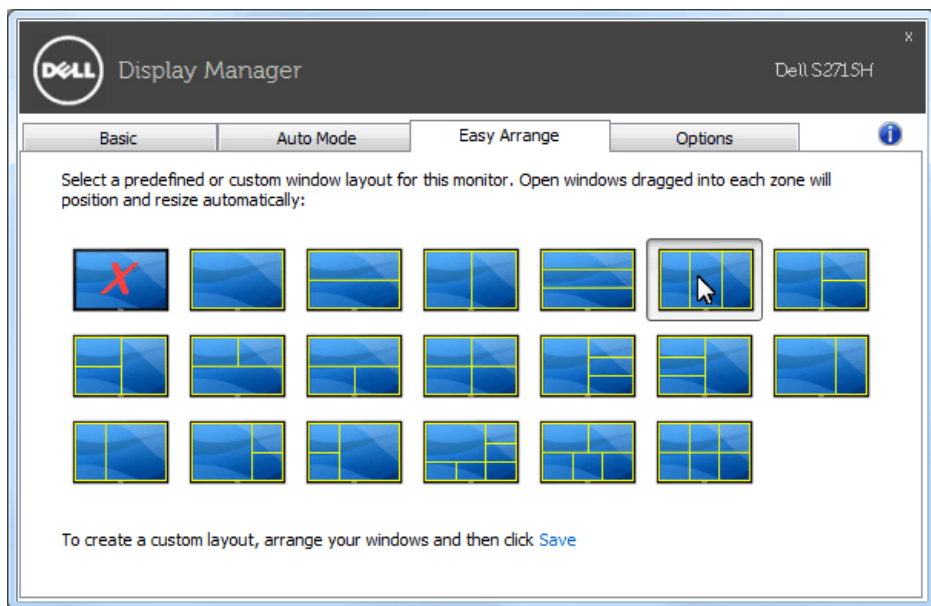 DELL
Display Manager
x
Dell S2715H
Basic
Auto Mode
Easy Arrange
Options
i
Select a predefined or custom window layout for this monitor. Open windows dragged into each zone will
position and resize automatically:
X
To create a custom layout, arrange your windows and then click Save